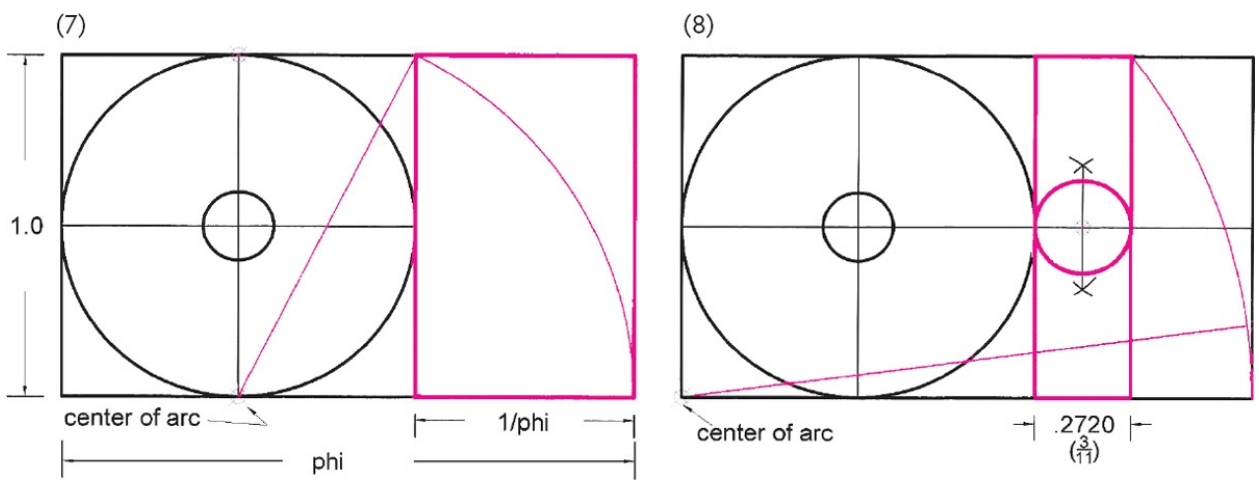 (7)
1.0
center of arc
1/phi
phi
(8)
center of arc
.2720
(3/11)